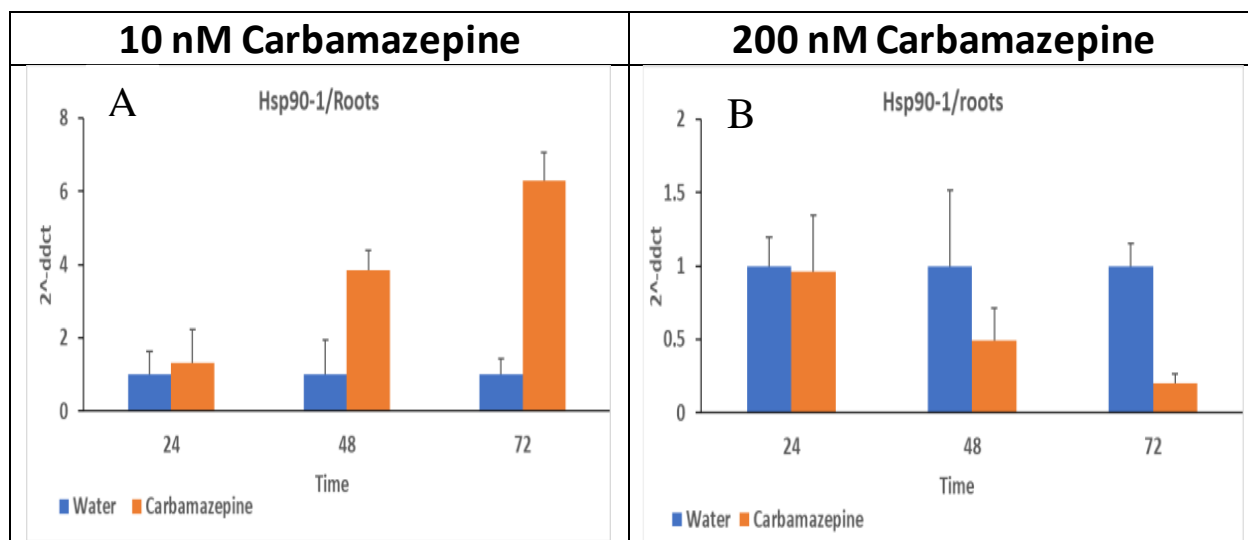 10 nM Carbamazepine
200 nM Carbamazepine
A
Hsp90-1/Roots
8
6
4
2
0
2^-ddct
24
48
72
Time
Water
Carbamazepine
B
Hsp90-1/roots
2
1.5
1
0.5
0
2^-ddct
24
48
72
Time
Water
Carbamazepine